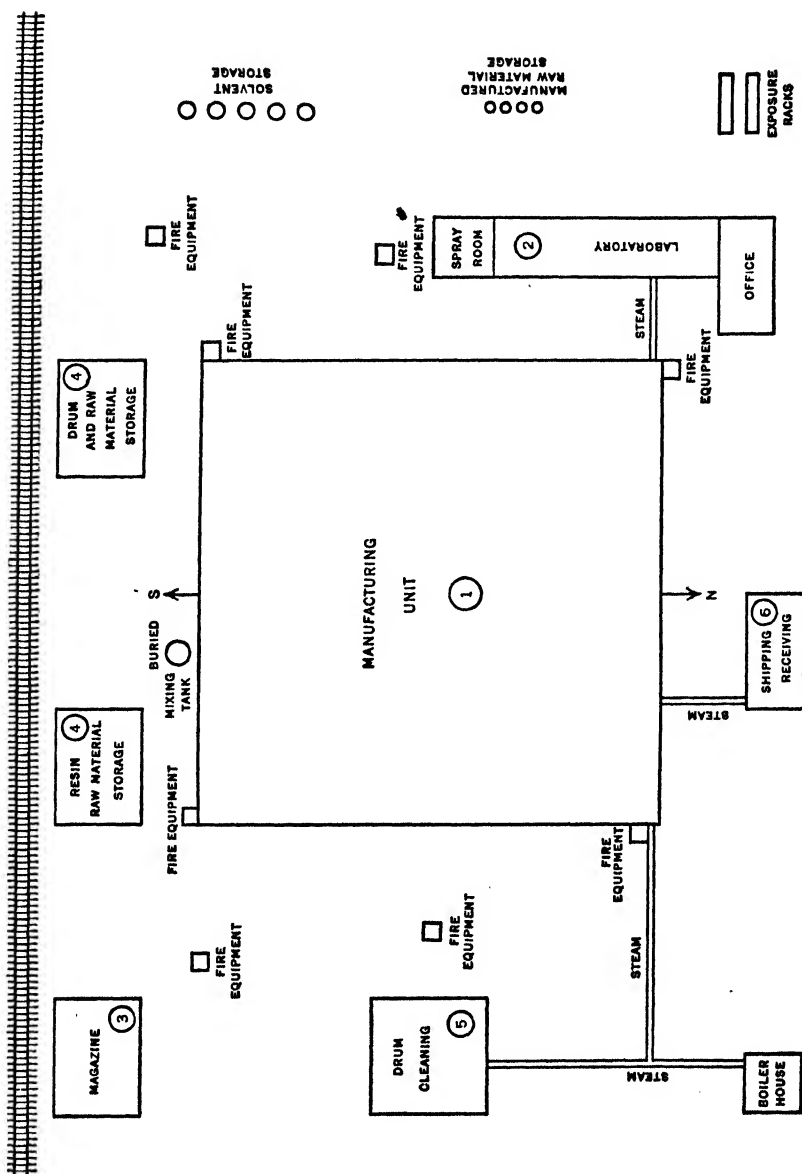 MAGAZINE
3
RESIN
RAW MATERIAL
STORAGE
4
DRUM
AND RAW
MATERIAL
STORAGE
4
FIRE
EQUIPMENT
SOLVENT
STORAGE
FIRE
EQUIPMENT
FIRE EQUIPMENT
BURIED
MIXING
TANK
S
FIRE
EQUIPMENT
FIRE
EQUIPMENT
MANUFACTURED
RAW MATERIAL
STORAGE
DRUM
CLEANING
5
FIRE
EQUIPMENT
MANUFACTURING
UNIT
1
SPRAY
ROOM
2
LABORATORY
OFFICE
EXPOSURE
RACKS
STEAM
STEAM
FIRE
EQUIPMENT
STEAM
N
FIRE
EQUIPMENT
STEAM
BOILER
HOUSE
SHIPPING
RECEIVING
6